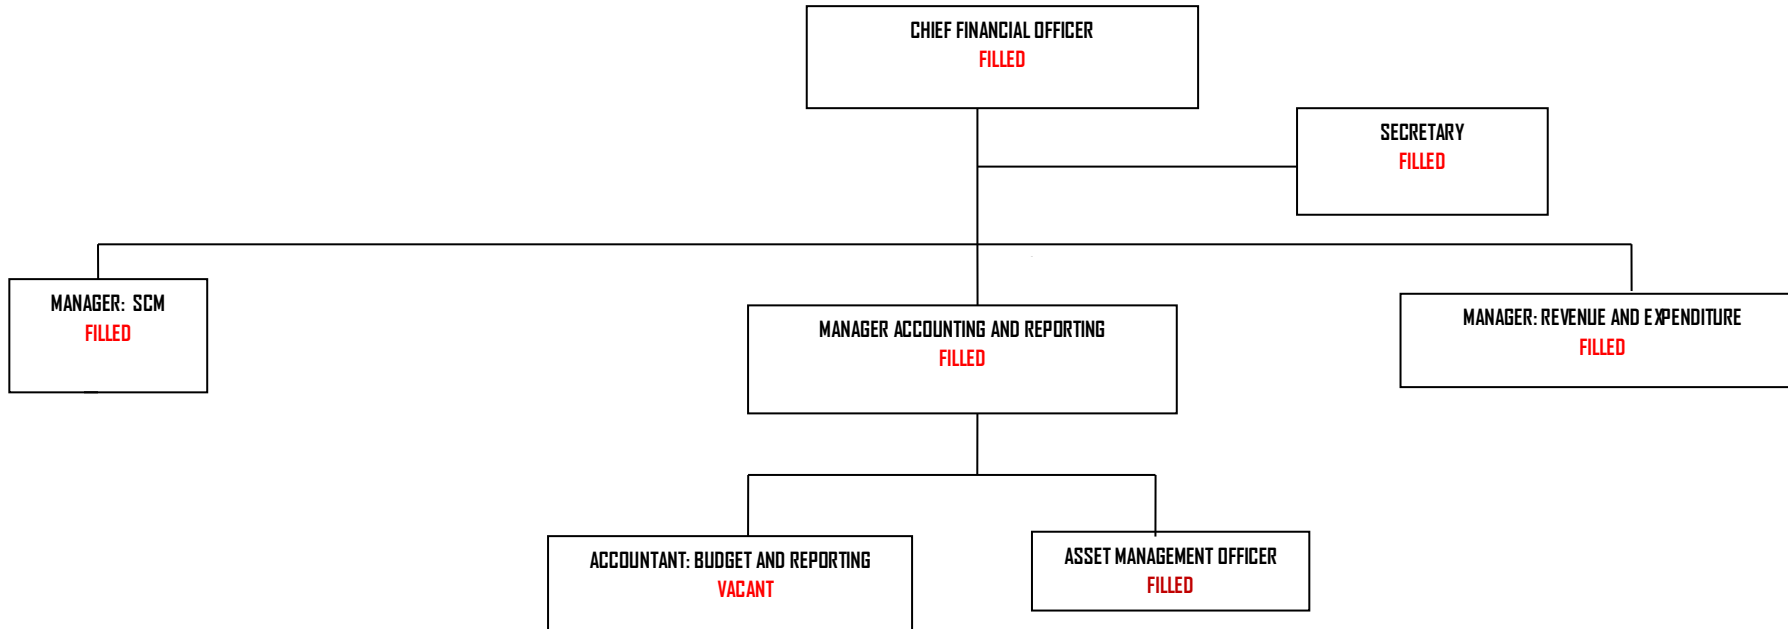 CHIEF FINANCIAL OFFICER
FILLED
SECRETARY
FILLED
MANAGER: SCM
FILLED
MANAGER ACCOUNTING AND REPORTING
FILLED
MANAGER: REVENUE AND EXPENDITURE
FILLED
ACCOUNTANT: BUDGET AND REPORTING
VACANT
ASSET MANAGEMENT OFFICER
FILLED